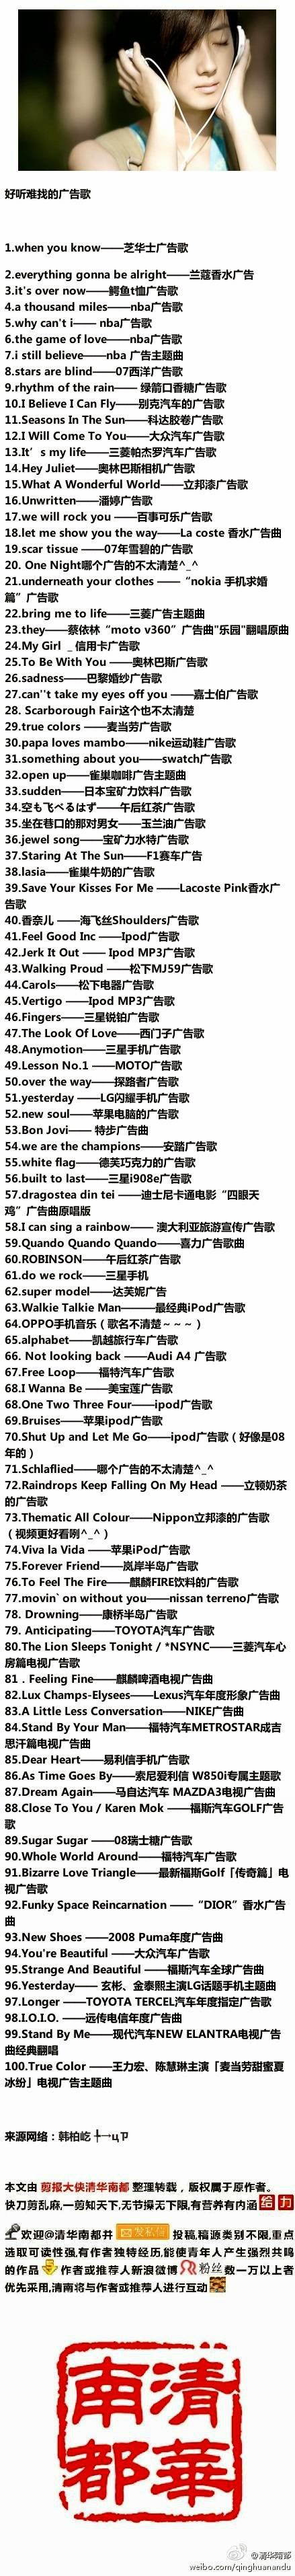 好听难找的广告歌
1.when you know——芝华士广告歌
2.everything gonna be alright——兰蔻香水广告
3.it's over now——鳄鱼t恤广告歌
4.a thousand miles——nba广告歌
5.why can't i—— nba广告歌
6.the game of love——nba广告歌
7.i still believe——nba 广告主题曲
8.stars are blind——07西洋广告歌
9.rhythm of the rain—— 绿箭口香糖广告歌
10.I Believe I Can Fly——别克汽车的广告歌
11.Seasons In The Sun——科达胶卷广告歌
12.I Will Come To You——大众汽车广告歌
13.It’s my life——三菱帕杰罗汽车广告歌
14.Hey Juliet——奥林巴斯相机广告歌
15.What A Wonderful World——立邦漆广告歌
16.Unwritten——潘婷广告歌
17.we will rock you ——百事可乐广告歌
18.let me show you the way——La coste 香水广告曲
19.scar tissue ——07年雪碧的广告歌
20. One Night哪个广告的不太清楚^_^
21.underneath your clothes ——“nokia 手机求婚
篇”广告歌
22.bring me to life——三菱广告主题曲
23.they——蔡依林“moto v360”广告曲"乐园"翻唱原曲
24.My Girl _ 信用卡广告歌
25.To Be With You ——奥林巴斯广告歌
26.sadness——巴黎婚纱广告歌
27.can''t take my eyes off you ——嘉士伯广告歌
28. Scarborough Fair这个也不太清楚
29.true colors ——麦当劳广告歌
30.papa loves mambo——nike运动鞋广告歌
31.something about you——swatch广告歌
32.open up——雀巢咖啡广告主题曲
33.sudden——日本宝矿力饮料广告歌
34.空も飞べるはず——午后红茶广告歌
35.坐在巷口的那对男女——玉兰油广告歌
36.jewel song——宝矿力水特广告歌
37.Staring At The Sun——F1赛车广告
38.lasia——雀巢牛奶的广告歌
39.Save Your Kisses For Me ——Lacoste Pink香水广
告歌
40.香奈儿 ——海飞丝Shoulders广告歌
41.Feel Good Inc ——Ipod广告歌
42.Jerk It Out —— Ipod MP3广告歌
43.Walking Proud ——松下MJ59广告歌
44.Carols——松下电器广告歌
45.Vertigo ——Ipod MP3广告歌
46.Fingers——三星锐铂广告歌
47.The Look Of Love——西门子广告歌
48.Anymotion——三星手机广告歌
49.Lesson No.1 ——MOTO广告歌
50.over the way——探路者广告歌
51.yesterday ——LG闪耀手机广告歌
52.new soul——苹果电脑的广告歌
53.Bon Jovi—— 特步广告曲
54.we are the champions——安踏广告歌
55.white flag——德芙巧克力的广告歌
56.built to last——三星i908e广告歌
57.dragostea din tei ——迪士尼卡通电影“四眼天
鸡”广告曲原唱版
58.I can sing a rainbow—— 澳大利亚旅游宣传广告歌
59.Quando Quando Quando——喜力广告歌曲
60.ROBINSON——午后红茶广告歌
61.do we rock——三星手机
62.super model——达芙妮广告
63.Walkie Talkie Man———最经典iPod广告歌
64.OPPO手机音乐（歌名不清楚～～～）
65.alphabet——凯越旅行车广告歌
66. Not looking back ——Audi A4 广告歌
67.Free Loop——福特汽车广告歌
68.I Wanna Be ——美宝莲广告歌
68.One Two Three Four——ipod广告歌
69.Bruises——苹果ipod广告歌
70.Shut Up and Let Me Go——ipod广告歌（好像是08
年的）
71.Schlaflied——哪个广告的不太清楚^_^
72.Raindrops Keep Falling On My Head ——立顿奶茶
的广告歌
73.Thematic All Colour——Nippon立邦漆的广告歌
（视频更好看咧^_^）
74.Viva la Vida ——苹果iPod广告歌
75.Forever Friend——岚岸半岛广告歌
76.To Feel The Fire——麒麟FIRE饮料的广告歌
77.movin` on without you——nissan terreno广告歌
78. Drowning——康桥半岛广告歌
79. Anticipating——TOYOTA汽车广告歌
80.The Lion Sleeps Tonight / *NSYNC——三菱汽车心
房篇电视广告歌
81．Feeling Fine——麒麟啤酒电视广告曲
82.Lux Champs-Elysees——Lexus汽车年度形象广告曲
83.A Little Less Conversation——NIKE广告曲
84.Stand By Your Man——福特汽车METROSTAR成吉
思汗篇电视广告曲
85.Dear Heart——易利信手机广告歌
86.As Time Goes By——索尼爱利信 W850i专属主题歌
87.Dream Again——马自达汽车 MAZDA3电视广告曲
88.Close To You / Karen Mok ——福斯汽车GOLF广告
歌
89.Sugar Sugar ——08瑞士糖广告歌
90.Whole World Around——福特汽车广告歌
91.Bizarre Love Triangle——最新福斯Golf「传奇篇」电
视广告歌
92.Funky Space Reincarnation ——“DIOR”香水广告
曲
93.New Shoes ——2008 Puma年度广告曲
94.You're Beautiful ——大众汽车广告歌
95.Strange And Beautiful ——福斯汽车全球广告曲
96.Yesterday—— 玄彬、金泰熙主演LG话题手机主题曲
97.Longer ——TOYOTA TERCEL汽车年度指定广告歌
98.I.O.I.O. ——远传电信年度广告曲
99.Stand By Me——现代汽车NEW ELANTRA电视广告
曲经典翻唱
100.True Color ——王力宏、陈慧琳主演「麦当劳甜蜜夏
冰纷」电视广告主题曲
来源网络：韩柏屹
本文由 剪报大侠清华南都 整理转载，版权属于原作者。
快刀剪乱麻,一剪知天下,无节操无下限,有营养有内涵 给 力
欢迎@清华南都并 发私信 投稿,稿源类别不限,重点
选取可读性强,有作者独特经历,能使青年人产生强烈共鸣
的作品 作者或推荐人新浪微博 粉丝数一万以上者
优先采用,清南将与作者或推荐人进行互动
清華南都
@清华南都
weibo.com/qinghuanandu